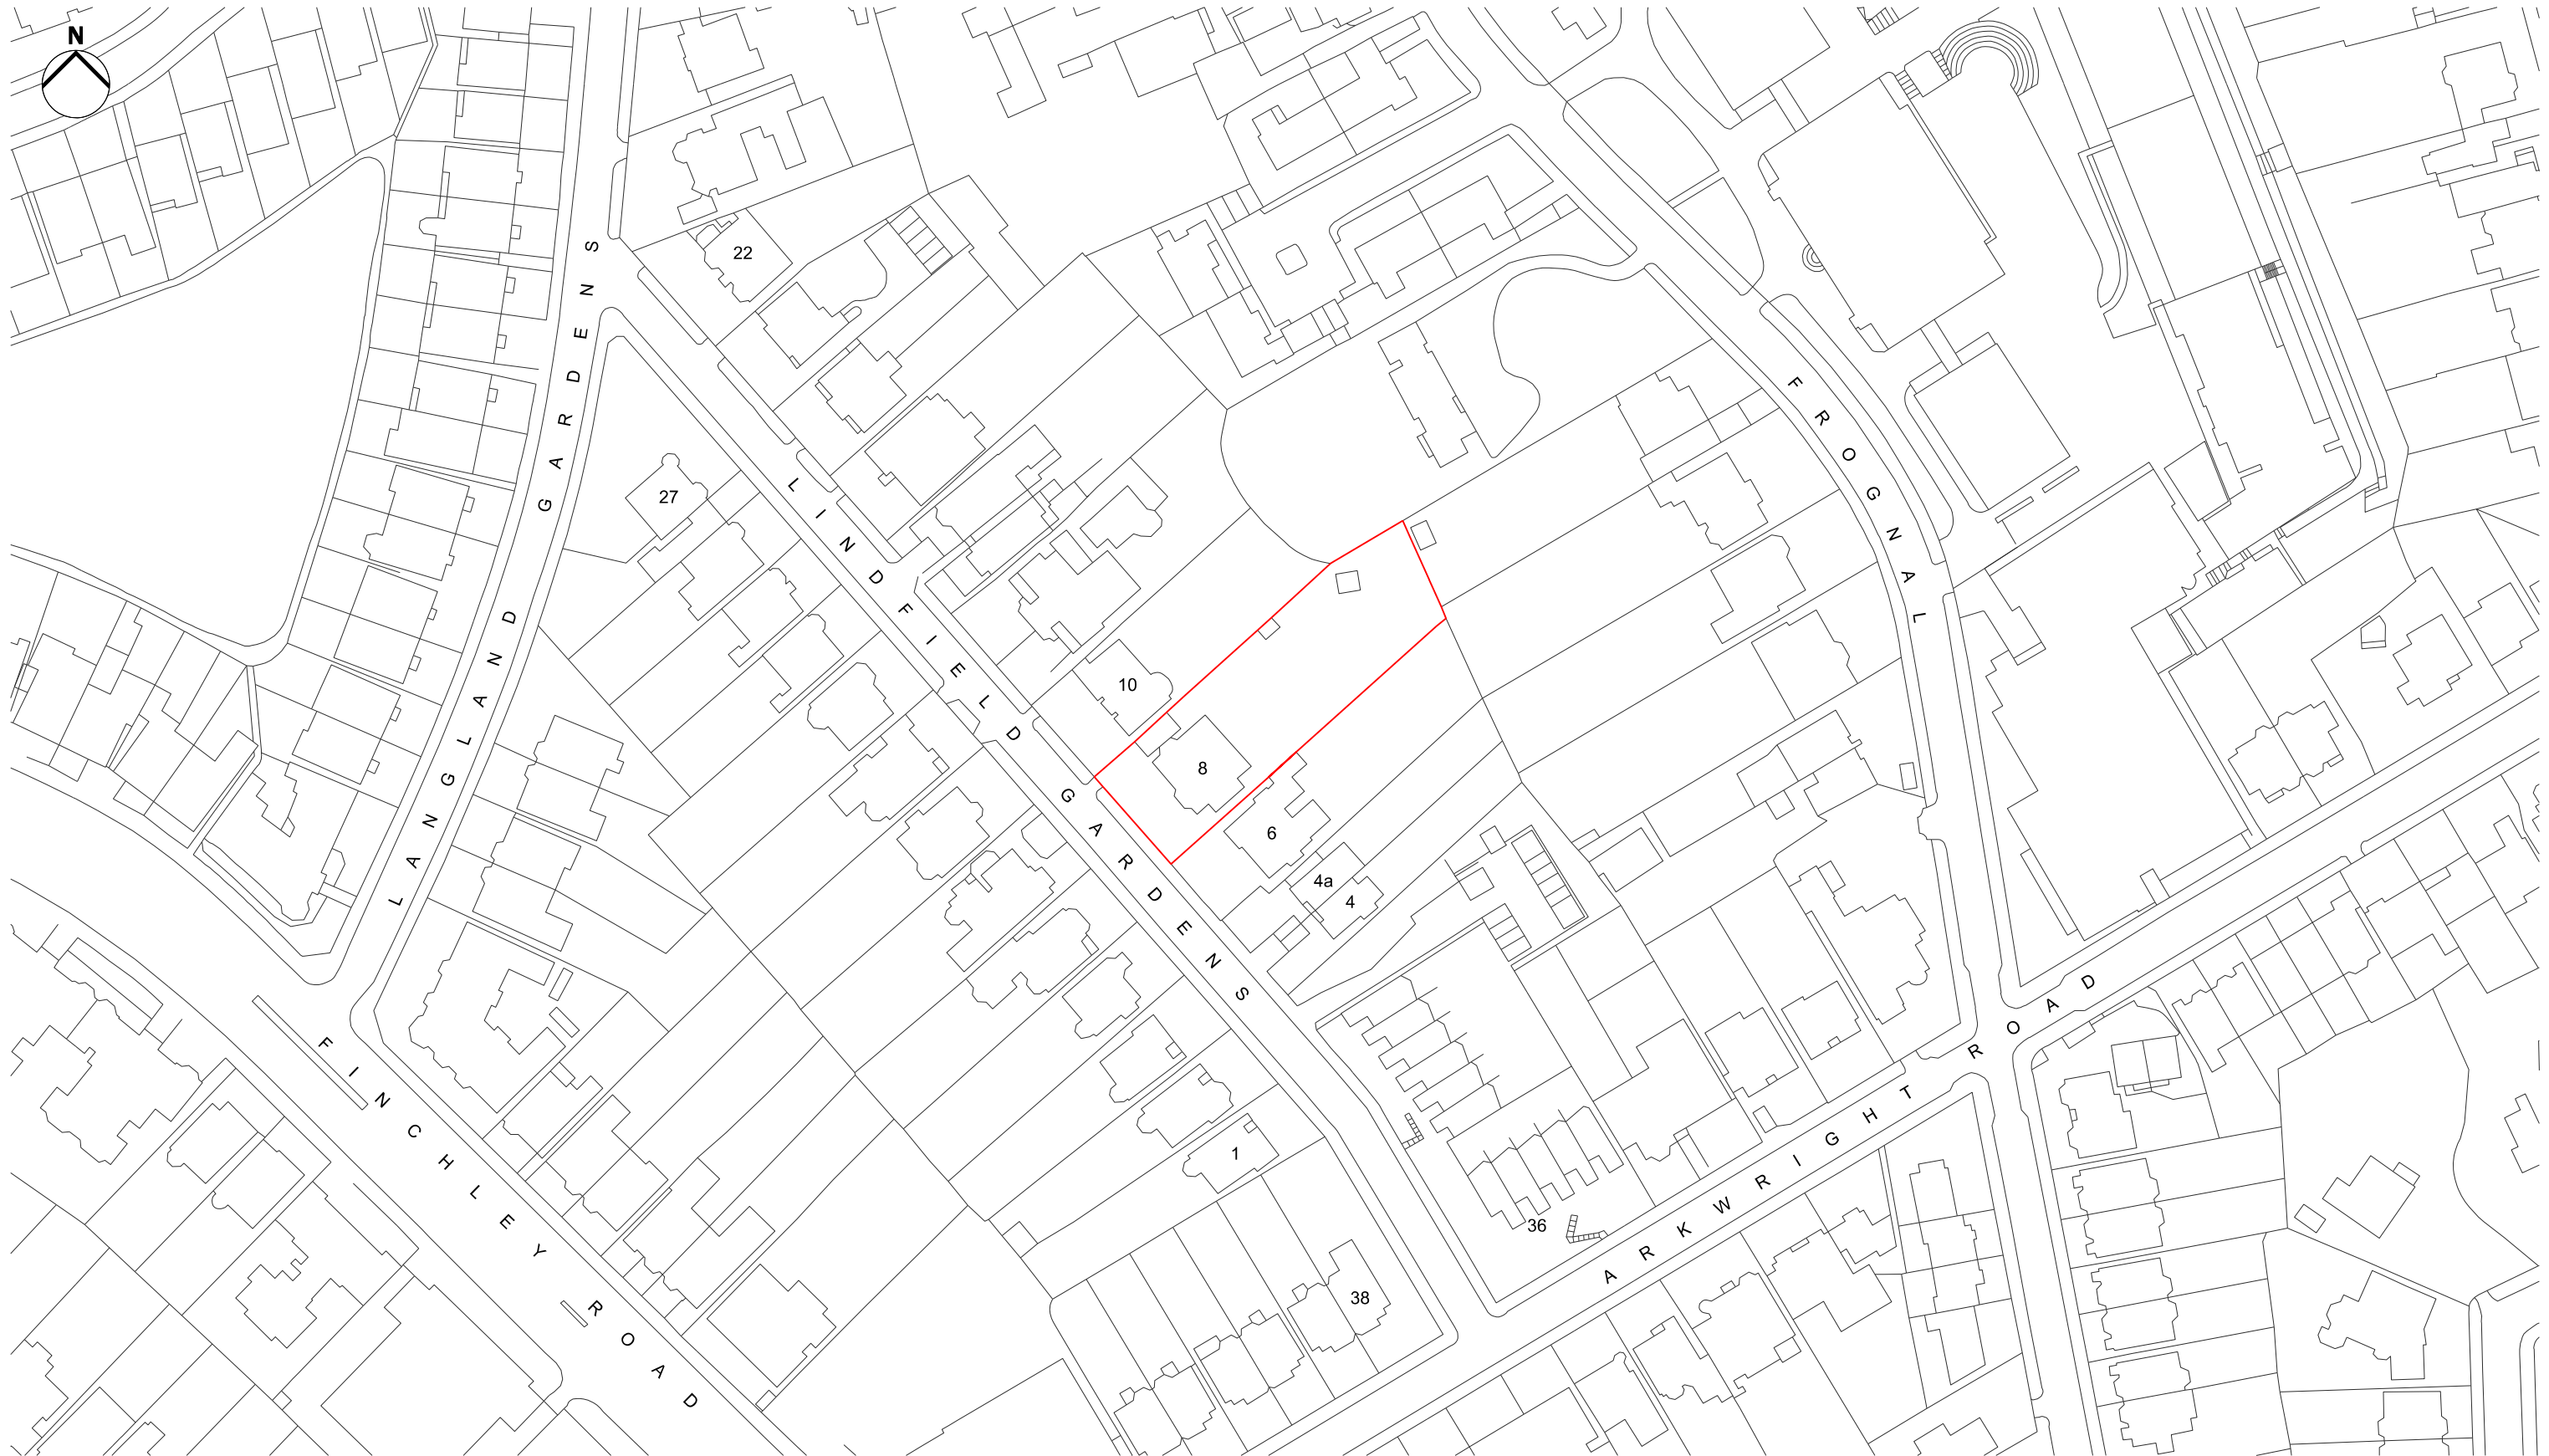 N
22
LANGLAND GARDENS
27
LINDFIELD GARDENS
FROGNAL
10
8
6
4a
4
1
36
38
ARKWRIGHT ROAD
FINCHLEY ROAD